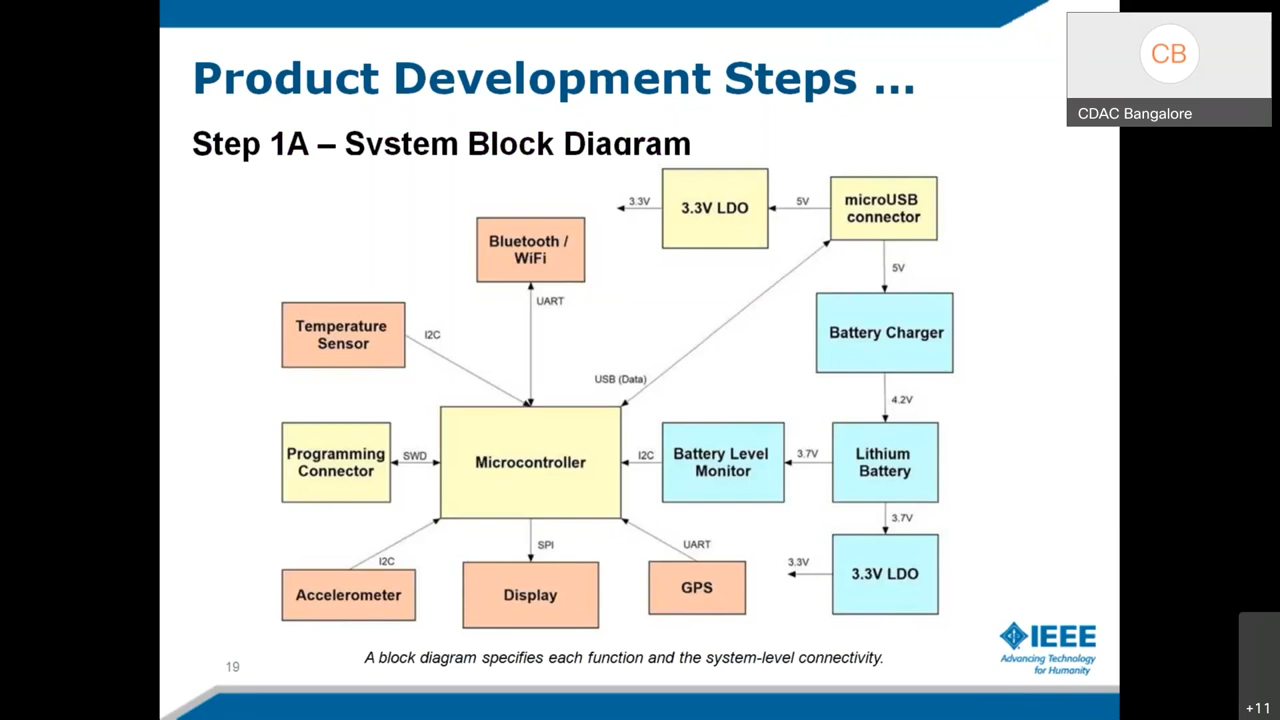 Product Development Steps ...
CB
CDAC Bangalore
Step 1A – System Block Diagram
3.3V
3.3V LDO
5V
microUSB
connector
Bluetooth /
WiFi
5V
UART
Temperature
Sensor
I2C
Battery Charger
USB (Data)
4.2V
Programming
Connector
SWD
Microcontroller
I2C
Battery Level
Monitor
3.7V
Lithium
Battery
3.7V
I2C
SPI
UART
3.3V
3.3V LDO
Accelerometer
Display
GPS
IEEE
Advancing Technology
for Humanity
A block diagram specifies each function and the system-level connectivity.
19
+11